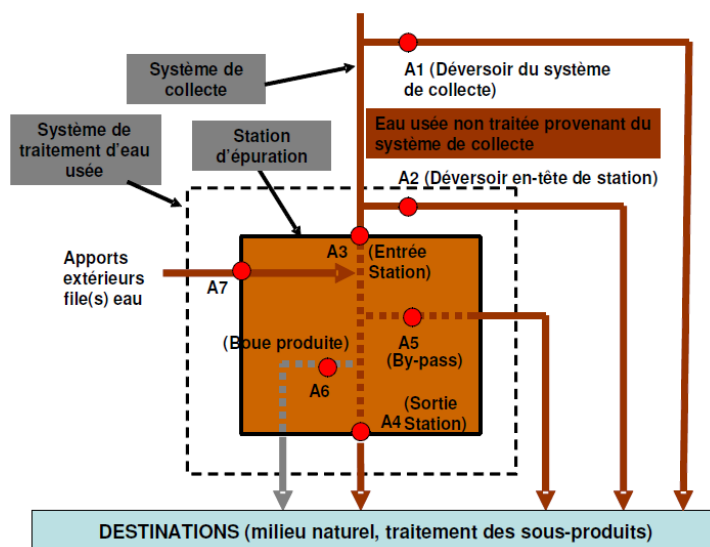 Système de
collecte
A1 (Déversoir du système
de collecte)
Système de
traitement d'eau
usée
Station
d'épuration
Eau usée non traitée provenant du
système de collecte
A2 (Déversoir en-tête de station)
Apports
extérieurs
file(s) eau
A7
A3 (Entrée
Station)
(Boue produite)
A6
A5
(By-pass)
(Sortie
A4 Station)
DESTINATIONS (milieu naturel, traitement des sous-produits)